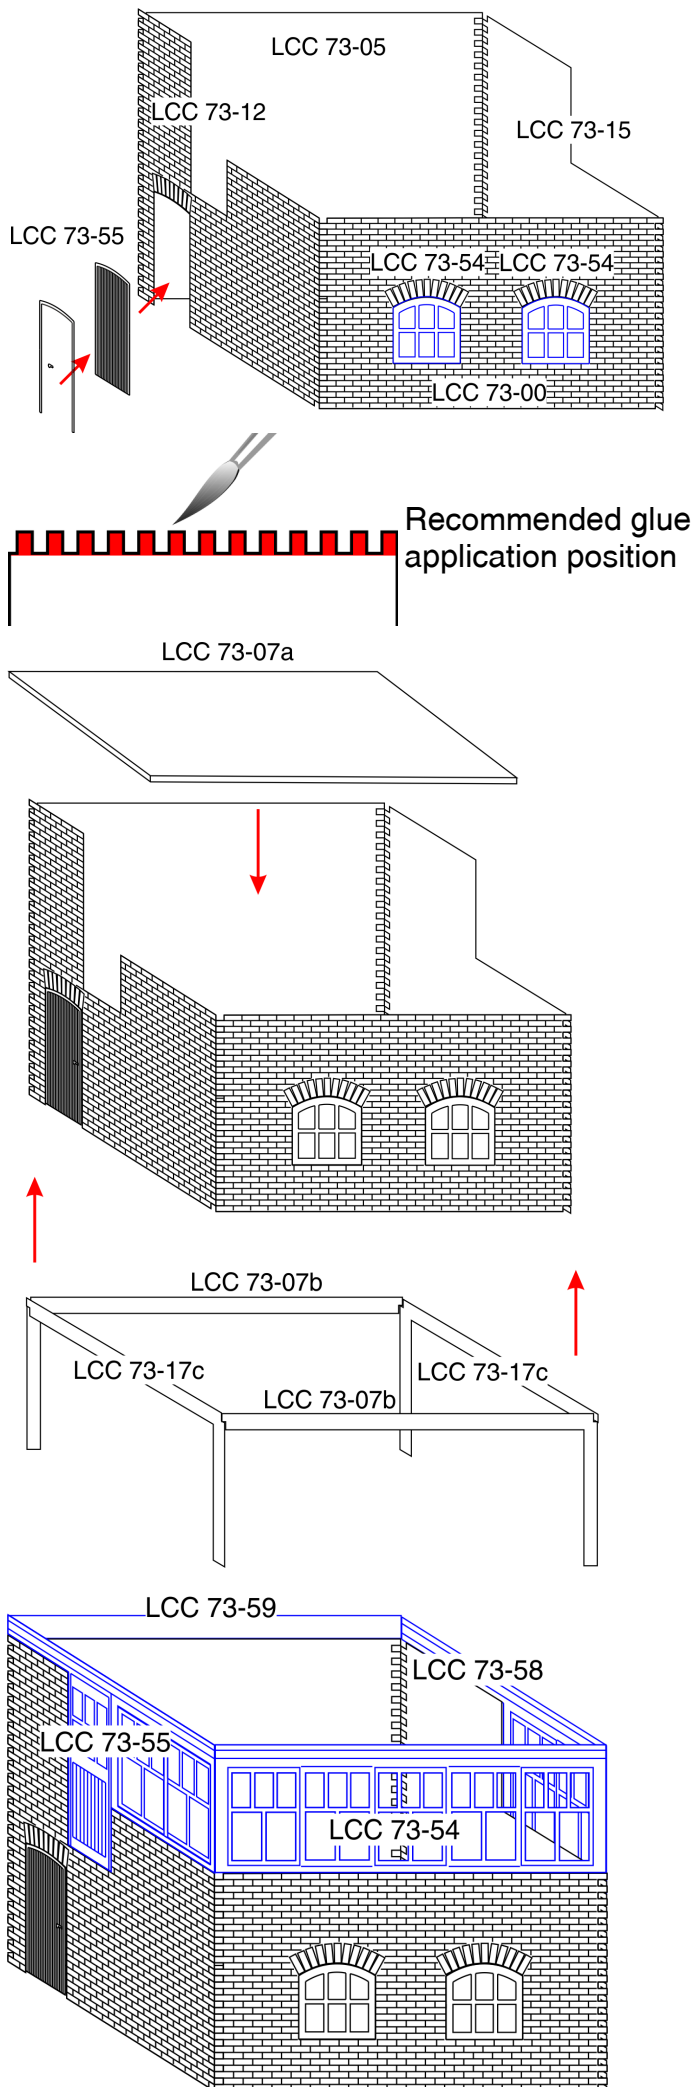 LCC 73-05
LCC 73-12
LCC 73-15
LCC 73-55
LCC 73-54
LCC 73-54
LCC 73-00
Recommended glue
application position
LCC 73-07a
LCC 73-07b
LCC 73-17c
LCC 73-17c
LCC 73-07b
LCC 73-59
LCC 73-58
LCC 73-55
LCC 73-54